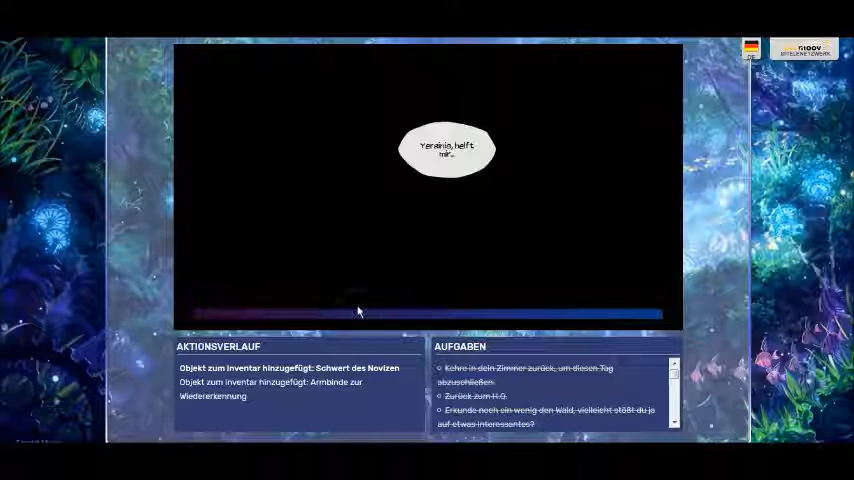 DE
SPIELENETZWERK
helft
mir...
AKTIONSVERLAUF
Objekt zum Inventar hinzugefügt: Schwert des Novizen
Objekt zum Inventar hinzugefügt: Armbinde zur
Wiedererkennung
AUFGABEN
Kehre in dein Zimmer zurück, um diesen Tag
abzuschließen.
Zurück zum H.Q.
Erkunde noch ein wenig den Wald, vielleicht stößt du ja
auf etwas Interessantes?